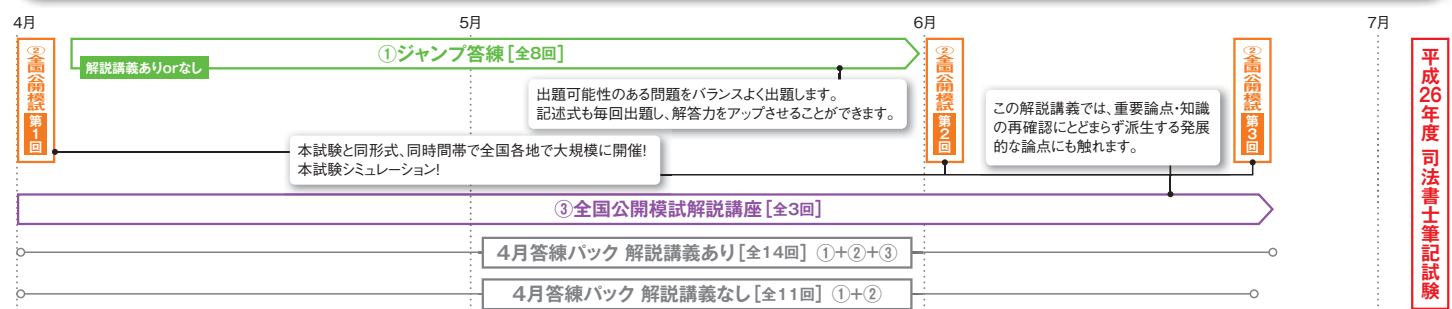 4月
5月
6月
7月
②全国公開模試 第1回
①ジャンプ答練[全8回]
解説講義ありorなし
②全国公開模試 第2回
②全国公開模試 第3回
平成26年度 司法書士筆記試験
出題可能性のある問題をバランスよく出題します。
記述式も毎回出題し、解答力をアップさせることができます。
この解説講義では、重要論点・知識
の再確認にとどまらず派生する発展
的な論点にも触れます。
本試験と同形式、同時間帯で全国各地で大規模に開催!
本試験シミュレーション!
③全国公開模試解説講座[全3回]
4月答練パック 解説講義あり[全14回] ①+②+③
4月答練パック 解説講義なし[全11回] ①+②